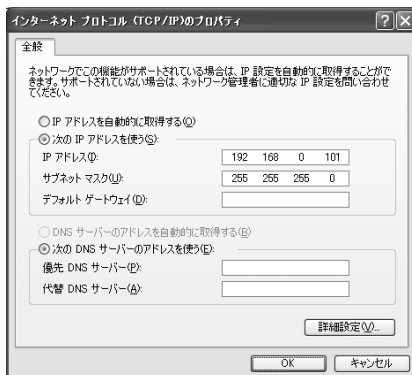 インターネット プロトコル (TCP/IP)のプロパティ
全般
ネットワークでこの機能がサポートされている場合は、IP 設定を自動的に取得することがで
きます。サポートされていない場合は、ネットワーク管理者に適切な IP 設定を問い合わせ
てください。
IP アドレスを自動的に取得する(O)
次の IP アドレスを使う(S):
IP アドレス(I): 192 168 0 101
サブネット マスク(U): 255 255 255 0
デフォルト ゲートウェイ(D):
DNS サーバーのアドレスを自動的に取得する(B)
次の DNS サーバーのアドレスを使う(E):
優先 DNS サーバー(P):
代替 DNS サーバー(A):
詳細設定(V)...
OK キャンセル